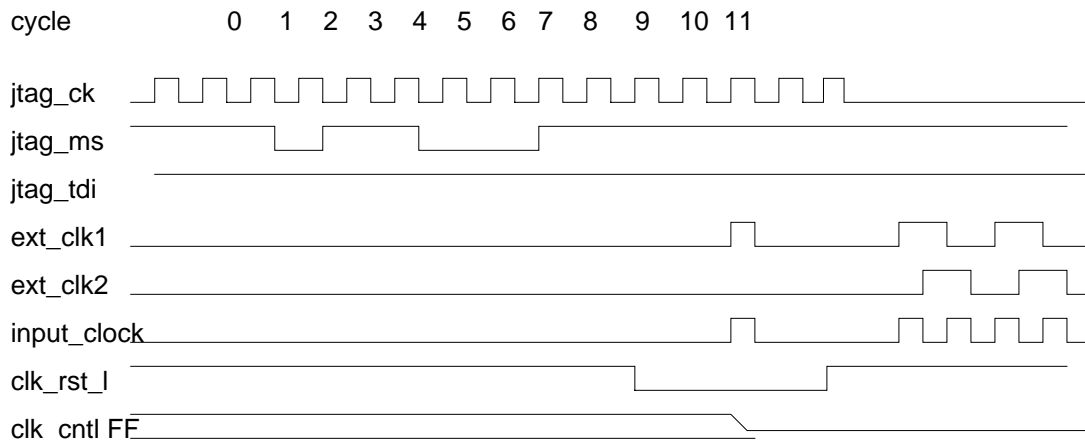 cycle 0 1 2 3 4 5 6 7 8 9 10 11
jtag_ck
jtag_ms
jtag_tdi
ext_clk1
ext_clk2
input_clock
clk_rst_l
clk_cntl FF